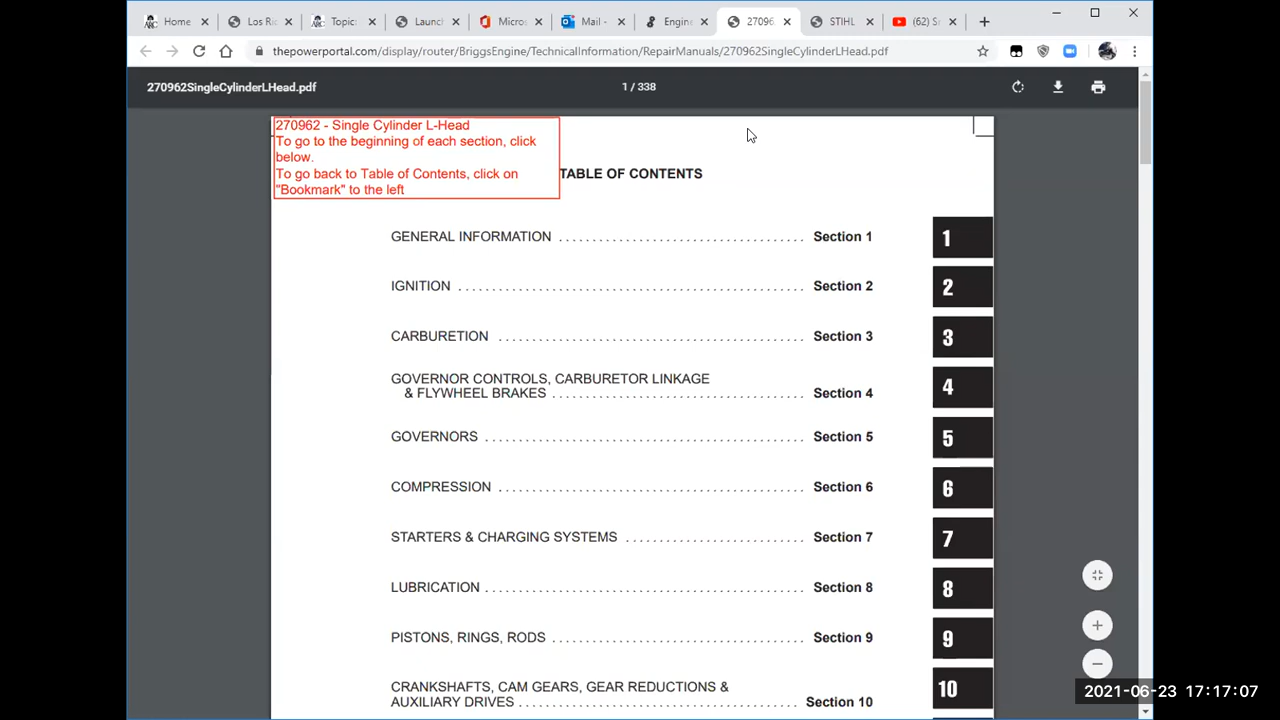 Home
Los Ri
Topic:
Launch
Micros
Mail -
Engine
27096
STIHL
(62) Sr
thepowerportal.com/display/router/BriggsEngine/TechnicalInformation/RepairManuals/270962SingleCylinderLHead.pdf
270962SingleCylinderLHead.pdf
1 / 338
270962 - Single Cylinder L-Head
To go to the beginning of each section, click
below.
To go back to Table of Contents, click on
"Bookmark" to the left
TABLE OF CONTENTS
GENERAL INFORMATION ..................................... Section 1 1
IGNITION .................................................... Section 2 2
CARBURETION .............................................. Section 3 3
GOVERNOR CONTROLS, CARBURETOR LINKAGE
& FLYWHEEL BRAKES ...................................... Section 4 4
GOVERNORS ................................................ Section 5 5
COMPRESSION .............................................. Section 6 6
STARTERS & CHARGING SYSTEMS ........................... Section 7 7
LUBRICATION ................................................ Section 8 8
PISTONS, RINGS, RODS ...................................... Section 9 9
CRANKSHAFTS, CAM GEARS, GEAR REDUCTIONS &
AUXILIARY DRIVES ........................................... Section 10 10
2021-06-23 17:17:07